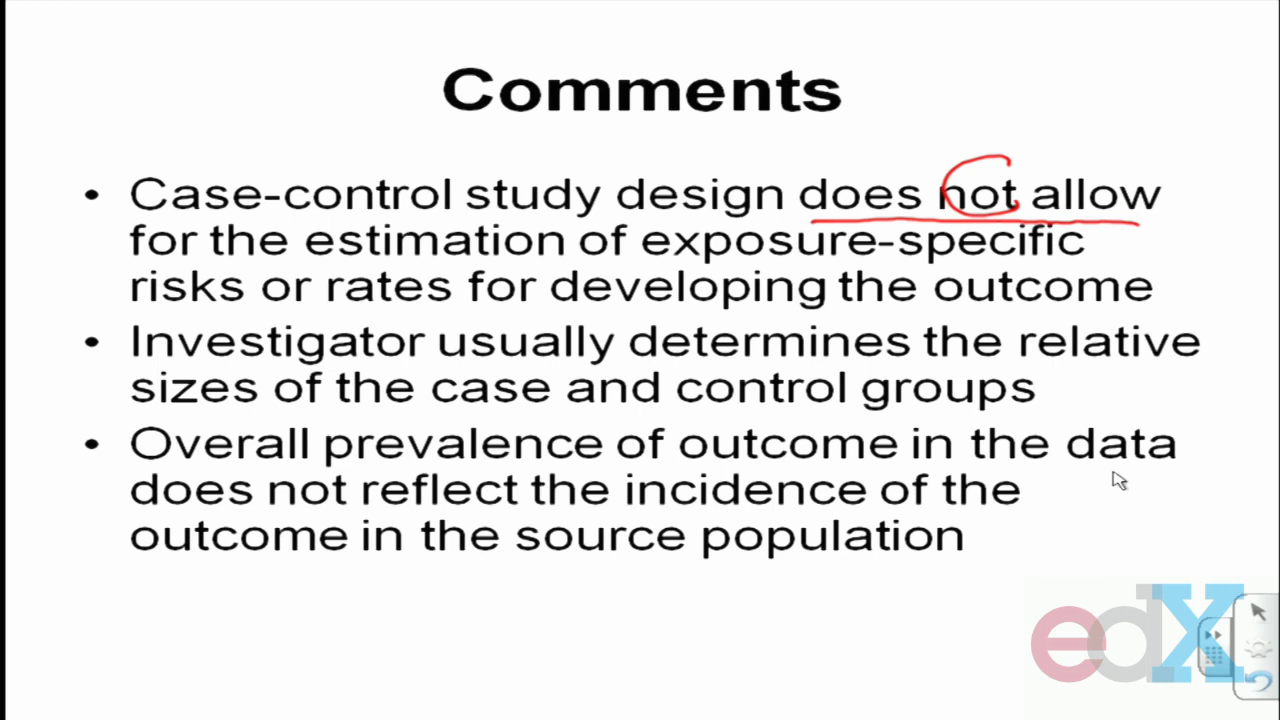 Comments
• Case-control study design does not allow
for the estimation of exposure-specific
risks or rates for developing the outcome
• Investigator usually determines the relative
sizes of the case and control groups
• Overall prevalence of outcome in the data
does not reflect the incidence of the
outcome in the source population
edX